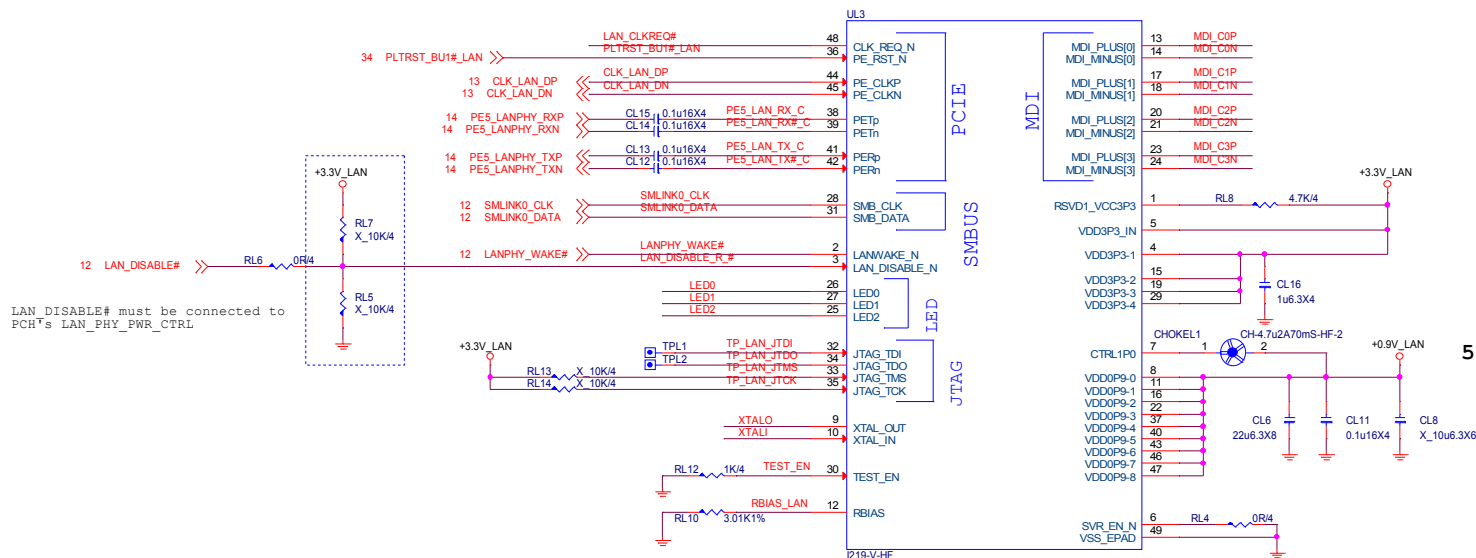 UL3
LAN_CLKREQ# 48 CLK_REQ_N
34 PLTRST_BU1#_LAN PLTRST_BU1#_LAN 36 PE_RST_N
13 CLK_LAN_DP CLK_LAN_DP 44 PE_CLKP
13 CLK_LAN_DN CLK_LAN_DN 45 PE_CLKN
14 PE5_LANPHY_RXP CL15 0.1u16X4 PE5_LAN_RX_C 38 PETp
14 PE5_LANPHY_RXN CL14 0.1u16X4 PE5_LAN_RX#_C 39 PETn
14 PE5_LANPHY_TXP CL13 0.1u16X4 PE5_LAN_TX_C 41 PERp
14 PE5_LANPHY_TXN CL12 0.1u16X4 PE5_LAN_TX#_C 42 PERn
PCIE
12 SMLINK0_CLK SMLINK0_CLK 28 SMB_CLK
12 SMLINK0_DATA SMLINK0_DATA 31 SMB_DATA
SMBUS
12 LANPHY_WAKE# LANPHY_WAKE# 2 LANWAKE_N
LAN_DISABLE_R_# 3 LAN_DISABLE_N
+3.3V_LAN
RL7
X_10K/4
12 LAN_DISABLE# RL6 0R/4
RL5
X_10K/4
LAN_DISABLE# must be connected to
PCH's LAN_PHY_PWR_CTRL
LED0 26 LED0
LED1 27 LED1
LED2 25 LED2
LED
TPL1 TP_LAN_JTDI 32 JTAG_TDI
TPL2 TP_LAN_JTDO 34 JTAG_TDO
+3.3V_LAN
RL13 X_10K/4 TP_LAN_JTMS 33 JTAG_TMS
RL14 X_10K/4 TP_LAN_JTCK 35 JTAG_TCK
JTAG
XTALO 9 XTAL_OUT
XTALI 10 XTAL_IN
RL12 1K/4 TEST_EN 30 TEST_EN
RL10 3.01K1% RBIAS_LAN 12 RBIAS
I219-V-HF
MDI
MDI_PLUS[0] 13 MDI_C0P
MDI_MINUS[0] 14 MDI_C0N
MDI_PLUS[1] 17 MDI_C1P
MDI_MINUS[1] 18 MDI_C1N
MDI_PLUS[2] 20 MDI_C2P
MDI_MINUS[2] 21 MDI_C2N
MDI_PLUS[3] 23 MDI_C3P
MDI_MINUS[3] 24 MDI_C3N
+3.3V_LAN
RSVD1_VCC3P3 1 RL8 4.7K/4
VDD3P3_IN 5
VDD3P3-1 4
VDD3P3-2 15
VDD3P3-3 19
VDD3P3-4 29
CL16
1u6.3X4
CHOKEL1 CH-4.7u2A70mS-HF-2
CTRL1P0 7 1 2
+0.9V_LAN
5
VDD0P9-0 8
VDD0P9-1 11
VDD0P9-2 16
VDD0P9-3 22
VDD0P9-4 37
VDD0P9-5 40
VDD0P9-6 43
VDD0P9-7 46
VDD0P9-8 47
CL6 CL11 CL8
22u6.3X8 0.1u16X4 X_10u6.3X6
SVR_EN_N 6 RL4 0R/4
VSS_EPAD 49